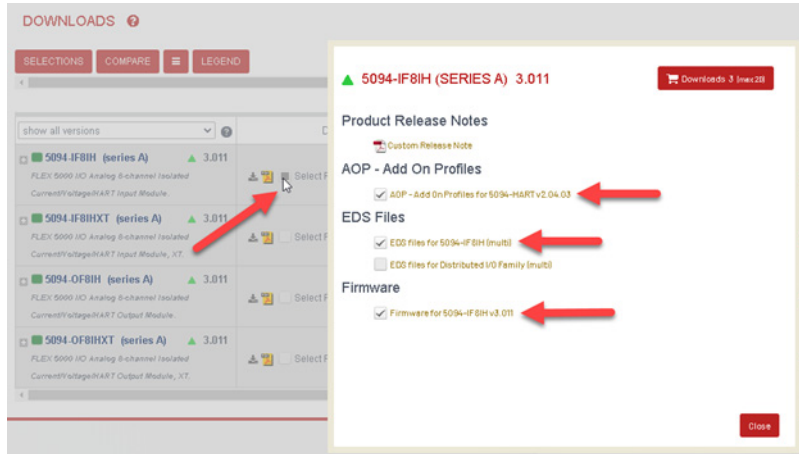 DOWNLOADS
SELECTIONS COMPARE LEGEND
show all versions
5094-IF8IH (series A) 3.011
FLEX 5000 I/O Analog 8-channel Isolated
Current/Voltage/HART Input Module.
Select F
5094-IF8IHXT (series A) 3.011
FLEX 5000 I/O Analog 8-channel Isolated
Current/Voltage/HART Input Module, XT.
Select F
5094-OF8IH (series A) 3.011
FLEX 5000 I/O Analog 8-channel Isolated
Current/Voltage/HART Output Module.
Select F
5094-OF8IHXT (series A) 3.011
FLEX 5000 I/O Analog 8-channel Isolated
Current/Voltage/HART Output Module, XT.
Select F
5094-IF8IH (SERIES A) 3.011
Downloads 3 (max 20)
Product Release Notes
Custom Release Note
AOP - Add On Profiles
AOP - Add On Profiles for 5094-HART v2.04.03
EDS Files
EDS files for 5094-IF8IH (multi)
EDS files for Distributed I/O Family (multi)
Firmware
Firmware for 5094-IF8IH v3.011
Close